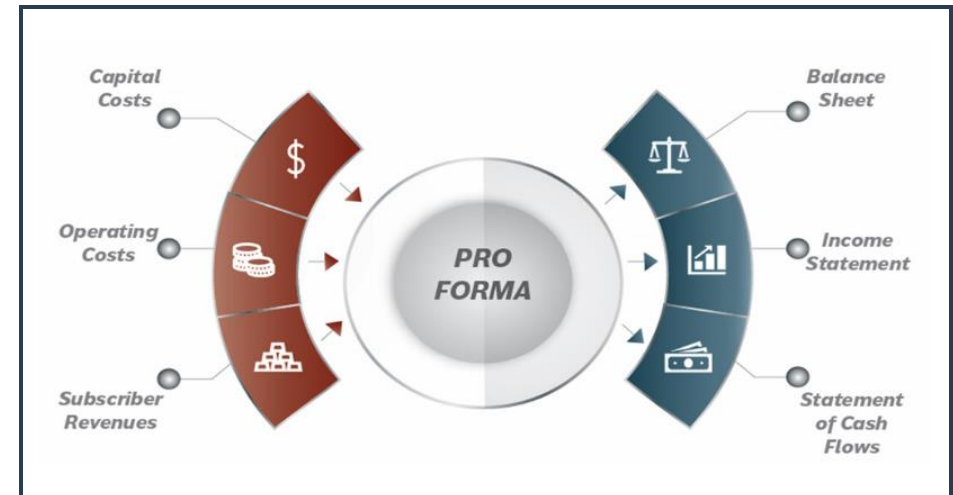 Capital
Costs
Operating
Costs
Subscriber
Revenues
$
PRO
FORMA
Balance
Sheet
Income
Statement
Statement
of Cash
Flows